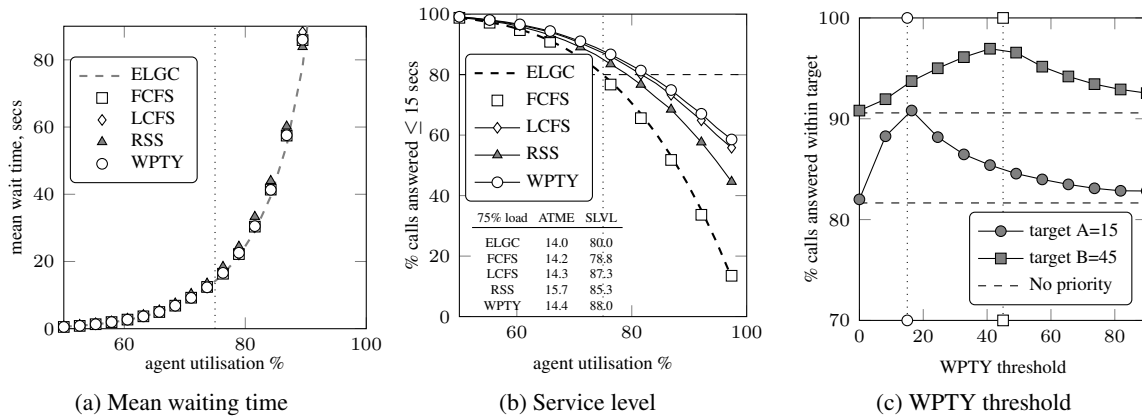 80
60
40
20
0
60
80
100
mean wait time, secs
agent utilisation %
ELGC
FCFS
LCFS
RSS
WPTY
(a) Mean waiting time
100
80
60
40
20
0
60
80
100
% calls answered ≤ 15 secs
agent utilisation %
ELGC
FCFS
LCFS
RSS
WPTY
75% load ATME SLVL
ELGC 14.0 80.0
FCFS 14.2 78.8
LCFS 14.3 87.3
RSS 15.7 85.3
WPTY 14.4 88.0
(b) Service level
100
90
80
70
0
20
40
60
80
% calls answered within target
WPTY threshold
target A=15
target B=45
No priority
(c) WPTY threshold